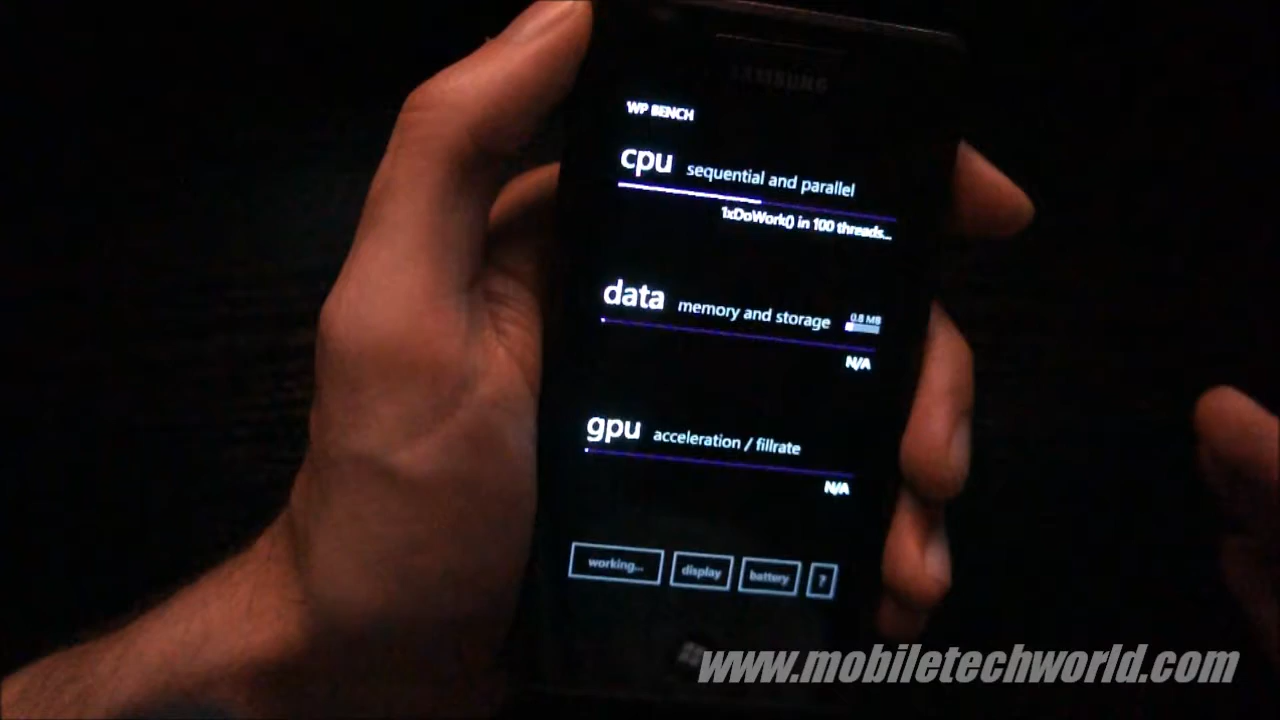 SAMSUNG
WP BENCH
cpu sequential and parallel
1xDoWork() in 100 threads...
data memory and storage 0.8 MB
N/A
gpu acceleration / fillrate
N/A
working... display battery ?
www.mobiletechworld.com